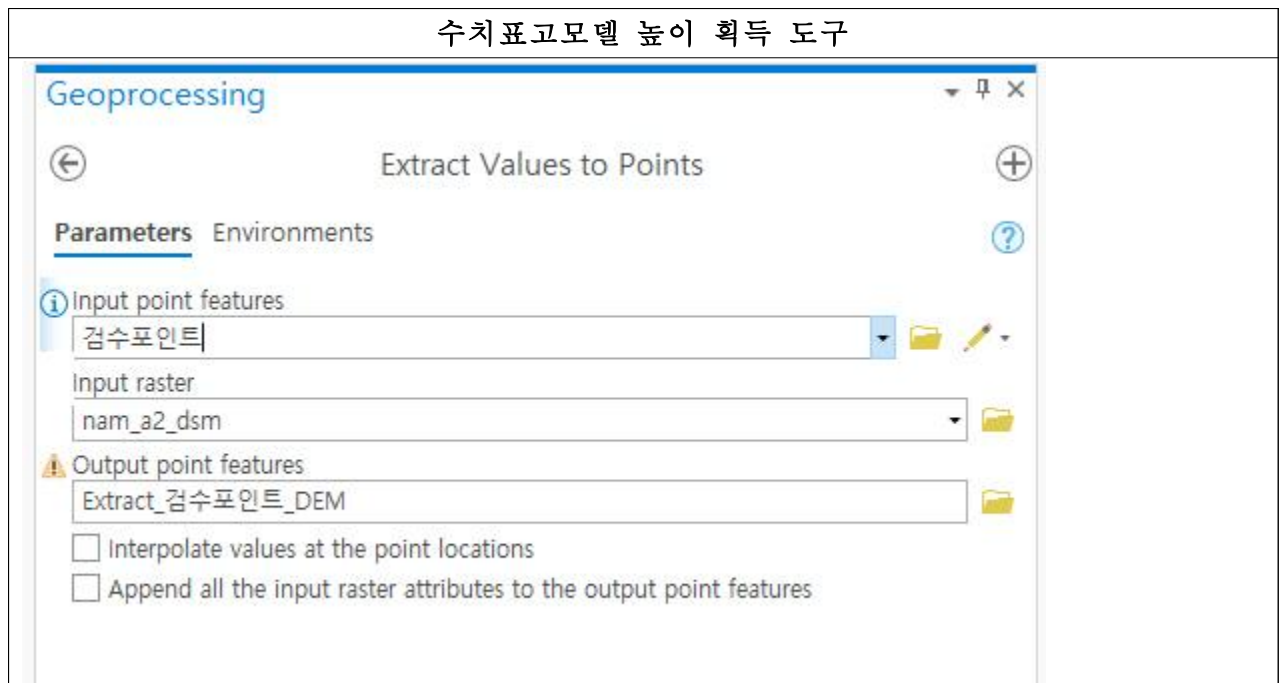 수치표고모델 높이 획득 도구
Geoprocessing
Extract Values to Points
Parameters Environments
Input point features
검수포인트
Input raster
nam_a2_dsm
Output point features
Extract_검수포인트_DEM
Interpolate values at the point locations
Append all the input raster attributes to the output point features